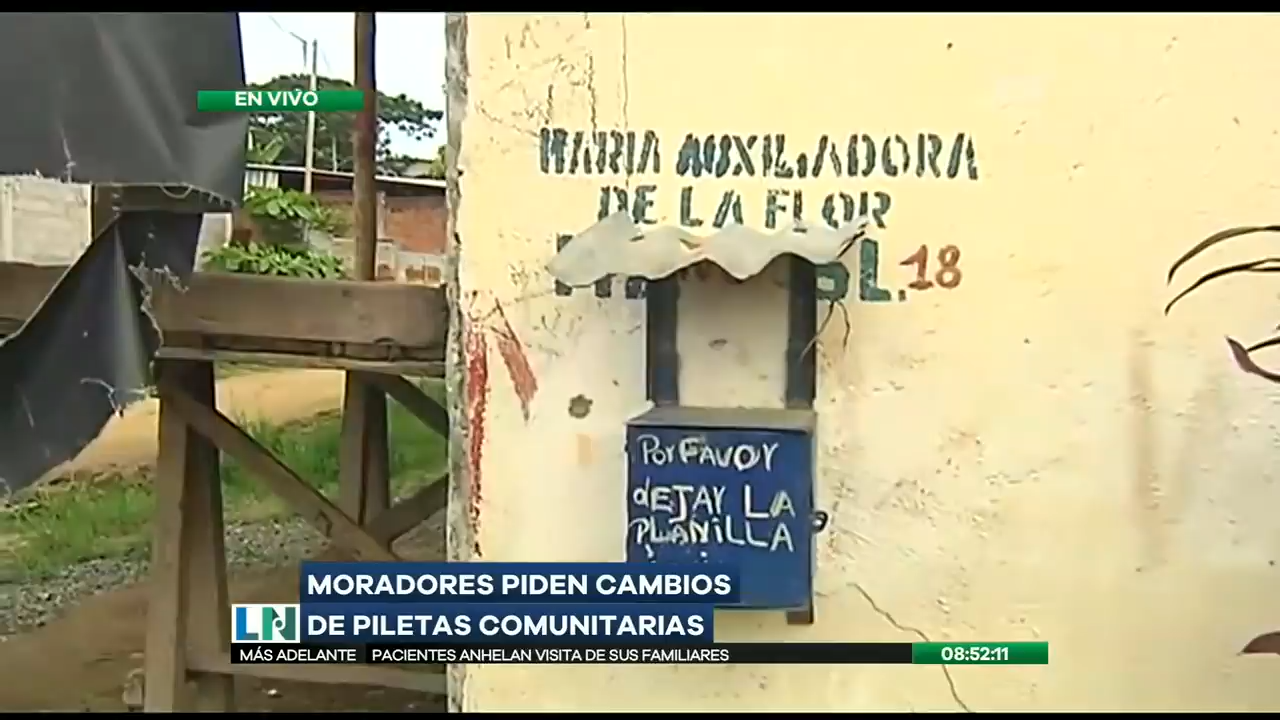 EN VIVO
MARIA AUXILIADORA
DE LA FLOR
SL.18
Por FAVOr
dEJAr LA
PLANiLLA
MORADORES PIDEN CAMBIOS
DE PILETAS COMUNITARIAS
LN
MÁS ADELANTE PACIENTES ANHELAN VISITA DE SUS FAMILIARES
08:52:11